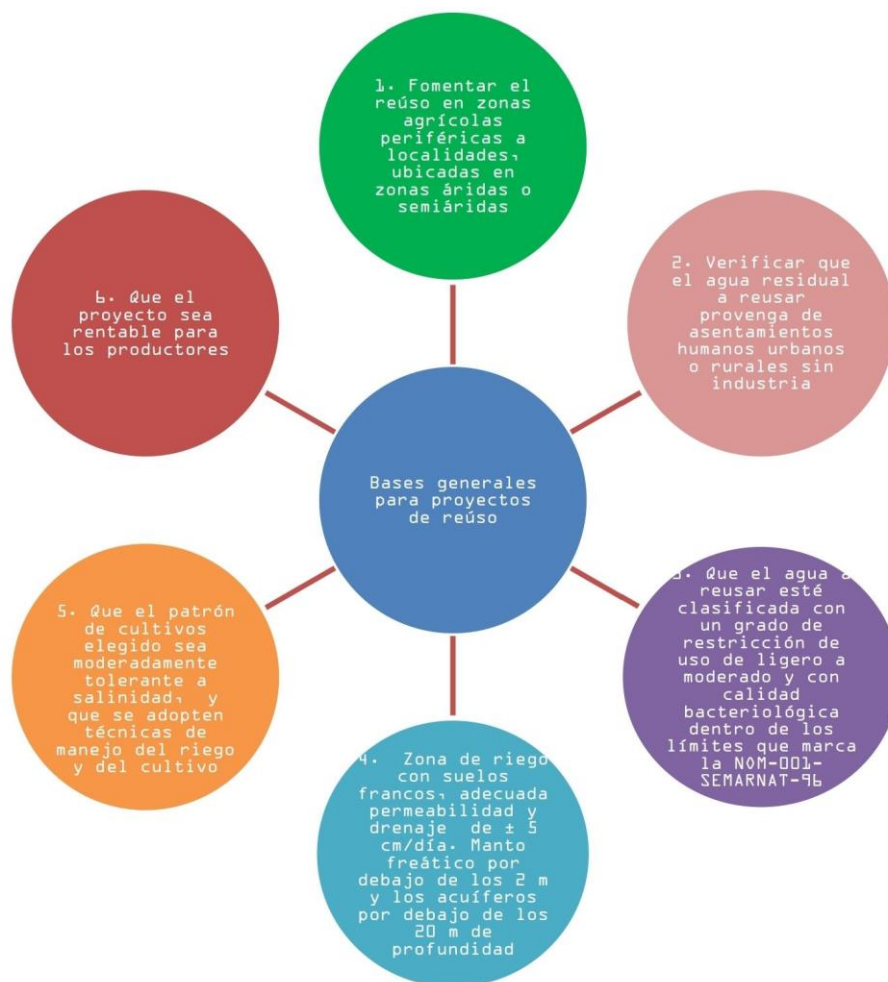 1. Fomentar el
reúso en zonas
agrícolas
periféricas a
localidades,
ubicadas en
zonas áridas o
semiáridas
2. Verificar que
el agua residual
a reusar
provenga de
asentamientos
humanos urbanos
o rurales sin
industria
3. Que el agua a
reusar esté
clasificada con
un grado de
restricción de
uso de ligero a
moderado y con
calidad
bacteriológica
dentro de los
límites que marca
la NOM-001-
SEMARNAT-96
4. Zona de riego
con suelos
francos, adecuada
permeabilidad y
drenaje de ± 5
cm/día. Manto
freático por
debajo de los 2 m
y los acuíferos
por debajo de los
20 m de
profundidad
5. Que el patrón
de cultivos
elegido sea
moderadamente
tolerante a
salinidad, y
que se adopten
técnicas de
manejo del riego
y del cultivo
6. Que el
proyecto sea
rentable para
los productores
Bases generales
para proyectos
de reúso